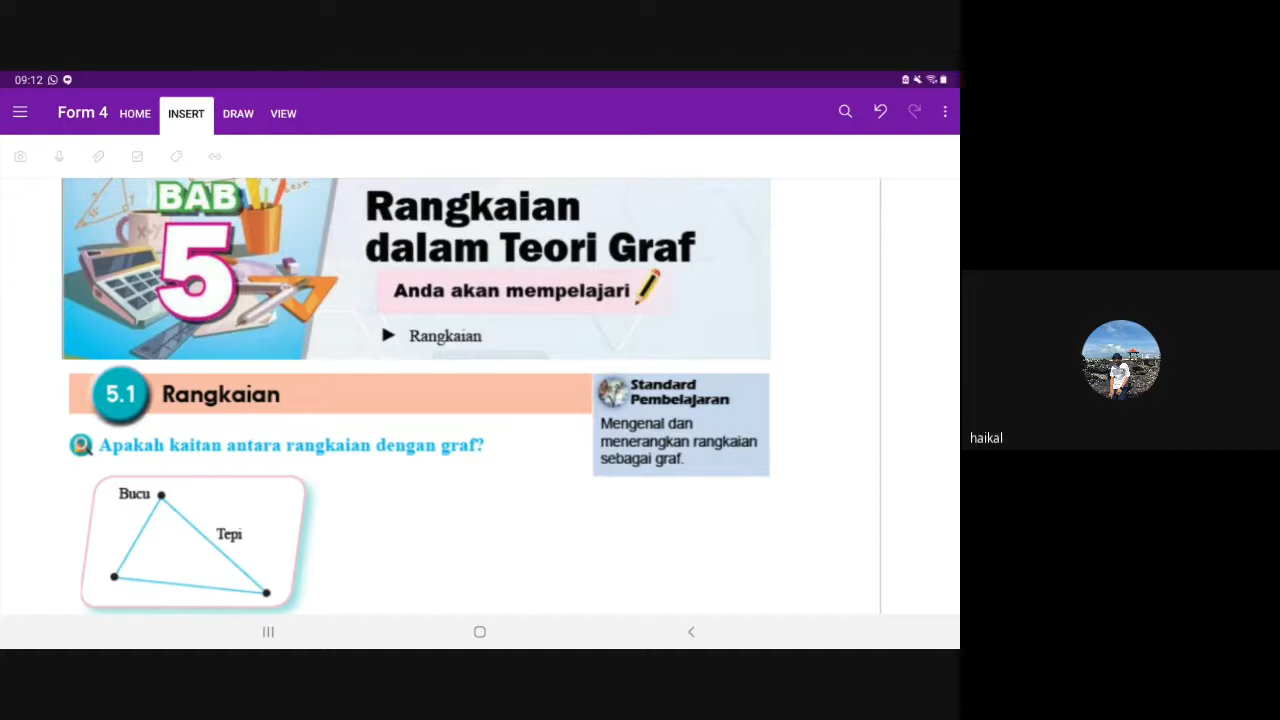 09:12
Form 4 HOME INSERT DRAW VIEW
BAB
5
Rangkaian
dalam Teori Graf
Anda akan mempelajari
Rangkaian
5.1 Rangkaian
Standard
Pembelajaran
Mengenal dan
menerangkan rangkaian
sebagai graf.
Apakah kaitan antara rangkaian dengan graf?
Bucu
Tepi
haikal